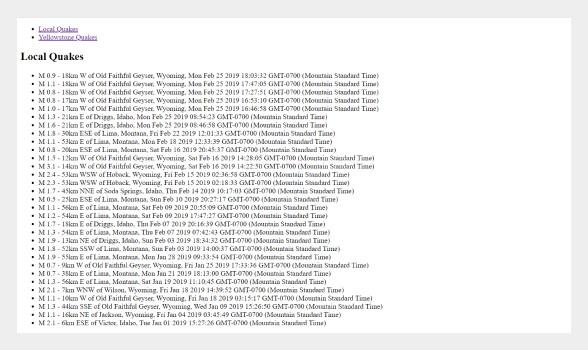 Local Quakes
Yellowstone Quakes
Local Quakes
M 0.9 - 18km W of Old Faithful Geyser, Wyoming, Mon Feb 25 2019 18:03:32 GMT-0700 (Mountain Standard Time)
M 1.1 - 18km W of Old Faithful Geyser, Wyoming, Mon Feb 25 2019 17:47:05 GMT-0700 (Mountain Standard Time)
M 0.8 - 18km W of Old Faithful Geyser, Wyoming, Mon Feb 25 2019 17:27:51 GMT-0700 (Mountain Standard Time)
M 0.8 - 17km W of Old Faithful Geyser, Wyoming, Mon Feb 25 2019 16:53:10 GMT-0700 (Mountain Standard Time)
M 1.0 - 17km W of Old Faithful Geyser, Wyoming, Mon Feb 25 2019 16:46:58 GMT-0700 (Mountain Standard Time)
M 1.3 - 21km E of Driggs, Idaho, Mon Feb 25 2019 08:54:23 GMT-0700 (Mountain Standard Time)
M 1.6 - 21km E of Driggs, Idaho, Mon Feb 25 2019 08:46:58 GMT-0700 (Mountain Standard Time)
M 1.8 - 30km ESE of Lima, Montana, Fri Feb 22 2019 12:01:33 GMT-0700 (Mountain Standard Time)
M 1.1 - 53km E of Lima, Montana, Mon Feb 18 2019 12:33:39 GMT-0700 (Mountain Standard Time)
M 0.8 - 20km ESE of Lima, Montana, Sat Feb 16 2019 20:45:37 GMT-0700 (Mountain Standard Time)
M 1.5 - 12km W of Old Faithful Geyser, Wyoming, Sat Feb 16 2019 14:28:05 GMT-0700 (Mountain Standard Time)
M 3.1 - 14km W of Old Faithful Geyser, Wyoming, Sat Feb 16 2019 14:22:50 GMT-0700 (Mountain Standard Time)
M 2.4 - 53km WSW of Hoback, Wyoming, Fri Feb 15 2019 02:36:58 GMT-0700 (Mountain Standard Time)
M 2.3 - 53km WSW of Hoback, Wyoming, Fri Feb 15 2019 02:18:33 GMT-0700 (Mountain Standard Time)
M 1.7 - 45km NNE of Soda Springs, Idaho, Thu Feb 14 2019 10:17:03 GMT-0700 (Mountain Standard Time)
M 0.5 - 25km ESE of Lima, Montana, Sun Feb 10 2019 20:27:17 GMT-0700 (Mountain Standard Time)
M 1.1 - 56km E of Lima, Montana, Sat Feb 09 2019 20:55:09 GMT-0700 (Mountain Standard Time)
M 1.2 - 54km E of Lima, Montana, Sat Feb 09 2019 17:47:27 GMT-0700 (Mountain Standard Time)
M 1.7 - 18km E of Driggs, Idaho, Thu Feb 07 2019 20:16:39 GMT-0700 (Mountain Standard Time)
M 1.3 - 54km E of Lima, Montana, Thu Feb 07 2019 07:42:43 GMT-0700 (Mountain Standard Time)
M 1.9 - 13km NE of Driggs, Idaho, Sun Feb 03 2019 18:34:32 GMT-0700 (Mountain Standard Time)
M 1.8 - 52km SSW of Lima, Montana, Sun Feb 03 2019 14:00:37 GMT-0700 (Mountain Standard Time)
M 1.9 - 55km E of Lima, Montana, Mon Jan 28 2019 09:33:54 GMT-0700 (Mountain Standard Time)
M 0.7 - 9km W of Old Faithful Geyser, Wyoming, Fri Jan 25 2019 17:33:36 GMT-0700 (Mountain Standard Time)
M 0.7 - 38km E of Lima, Montana, Mon Jan 21 2019 18:13:00 GMT-0700 (Mountain Standard Time)
M 1.3 - 56km E of Lima, Montana, Sat Jan 19 2019 11:10:45 GMT-0700 (Mountain Standard Time)
M 2.1 - 7km WNW of Wilson, Wyoming, Fri Jan 18 2019 14:39:52 GMT-0700 (Mountain Standard Time)
M 1.1 - 10km W of Old Faithful Geyser, Wyoming, Fri Jan 18 2019 03:15:17 GMT-0700 (Mountain Standard Time)
M 1.3 - 44km SSE of Old Faithful Geyser, Wyoming, Wed Jan 09 2019 15:26:50 GMT-0700 (Mountain Standard Time)
M 1.1 - 16km NE of Jackson, Wyoming, Fri Jan 04 2019 03:45:49 GMT-0700 (Mountain Standard Time)
M 2.1 - 6km ESE of Victor, Idaho, Tue Jan 01 2019 15:27:26 GMT-0700 (Mountain Standard Time)